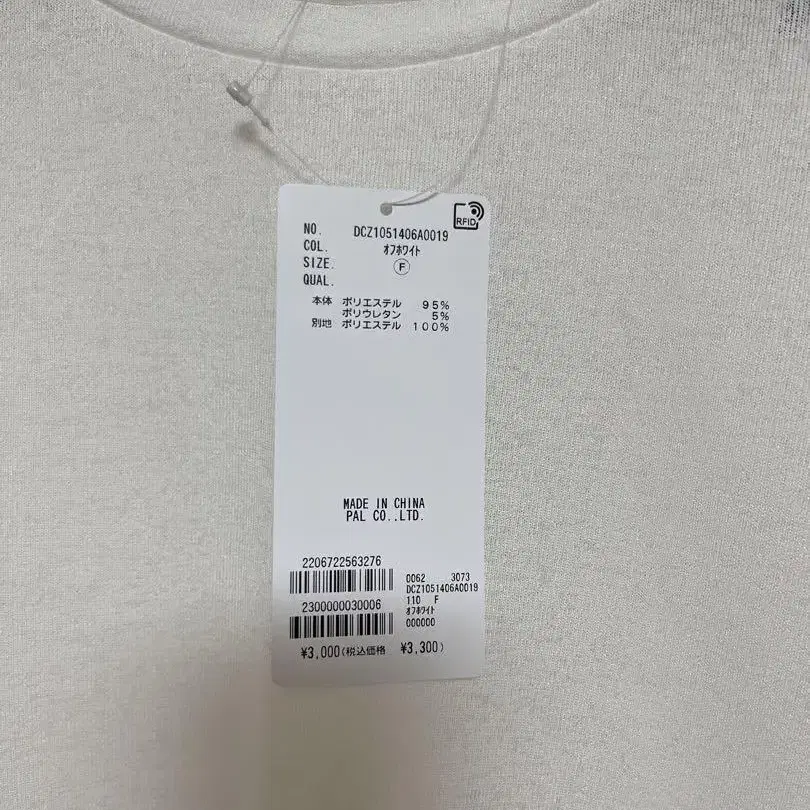 RFID
NO. DCZ1051406A0019
COL. オフホワイト
SIZE. F
QUAL.
本体 ポリエステル 95%
ポリウレタン 5%
別地 ポリエステル 100%
MADE IN CHINA
PAL CO.,LTD.
2206722563276
0062 3073
DCZ1051406A0019
110 F
2300000030006
オフホワイト
000000
¥3,000(税込価格 ¥3,300)